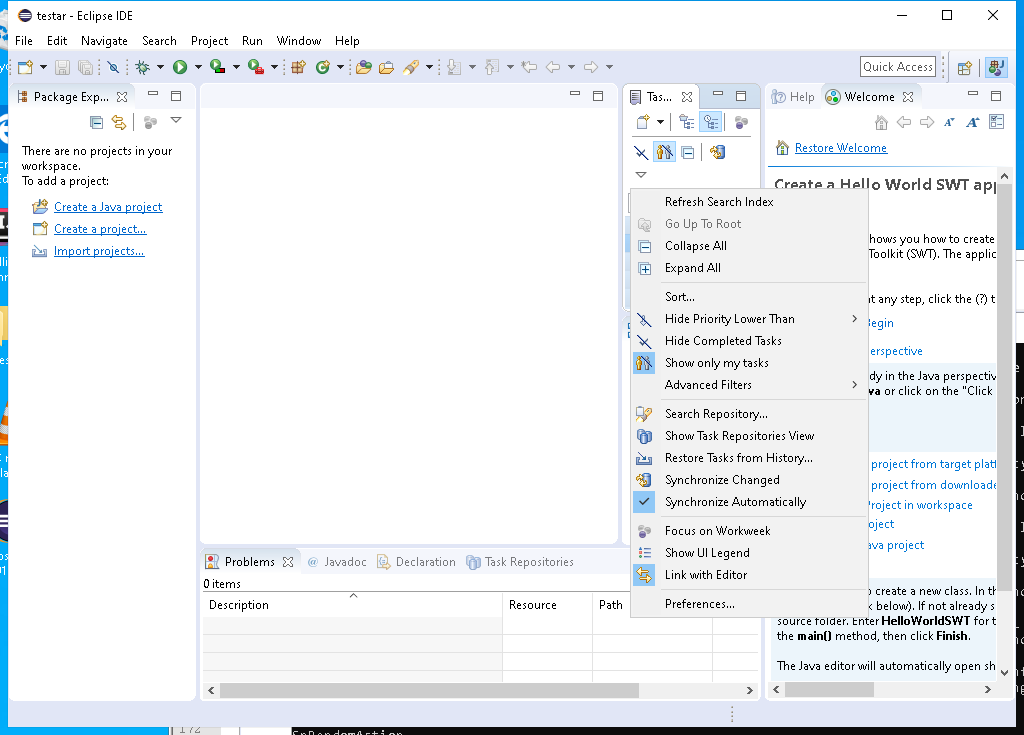 testar - Eclipse IDE
File Edit Navigate Search Project Run Window Help
Quick Access
Package Exp...
There are no projects in your
workspace.
To add a project:
Create a Java project
Create a project...
Import projects...
Tas...
Help Welcome
Restore Welcome
Create a Hello World SWT app
hows you how to create
Toolkit (SWT). The applic
at any step, click the (?) t
Begin
erspective
dy in the Java perspectiv
va or click on the "Click
project from target platf
project from downloade
Project in workspace
oject
ava project
o create a new class. In th
k below). If not already s
source folder. Enter HelloWorldSWT for t
the main() method, then click Finish.
The Java editor will automatically open sh
Refresh Search Index
Go Up To Root
Collapse All
Expand All
Sort...
Hide Priority Lower Than
Hide Completed Tasks
Show only my tasks
Advanced Filters
Search Repository...
Show Task Repositories View
Restore Tasks from History...
Synchronize Changed
Synchronize Automatically
Focus on Workweek
Show UI Legend
Link with Editor
Preferences...
Problems Javadoc Declaration Task Repositories
0 items
Description Resource Path
172